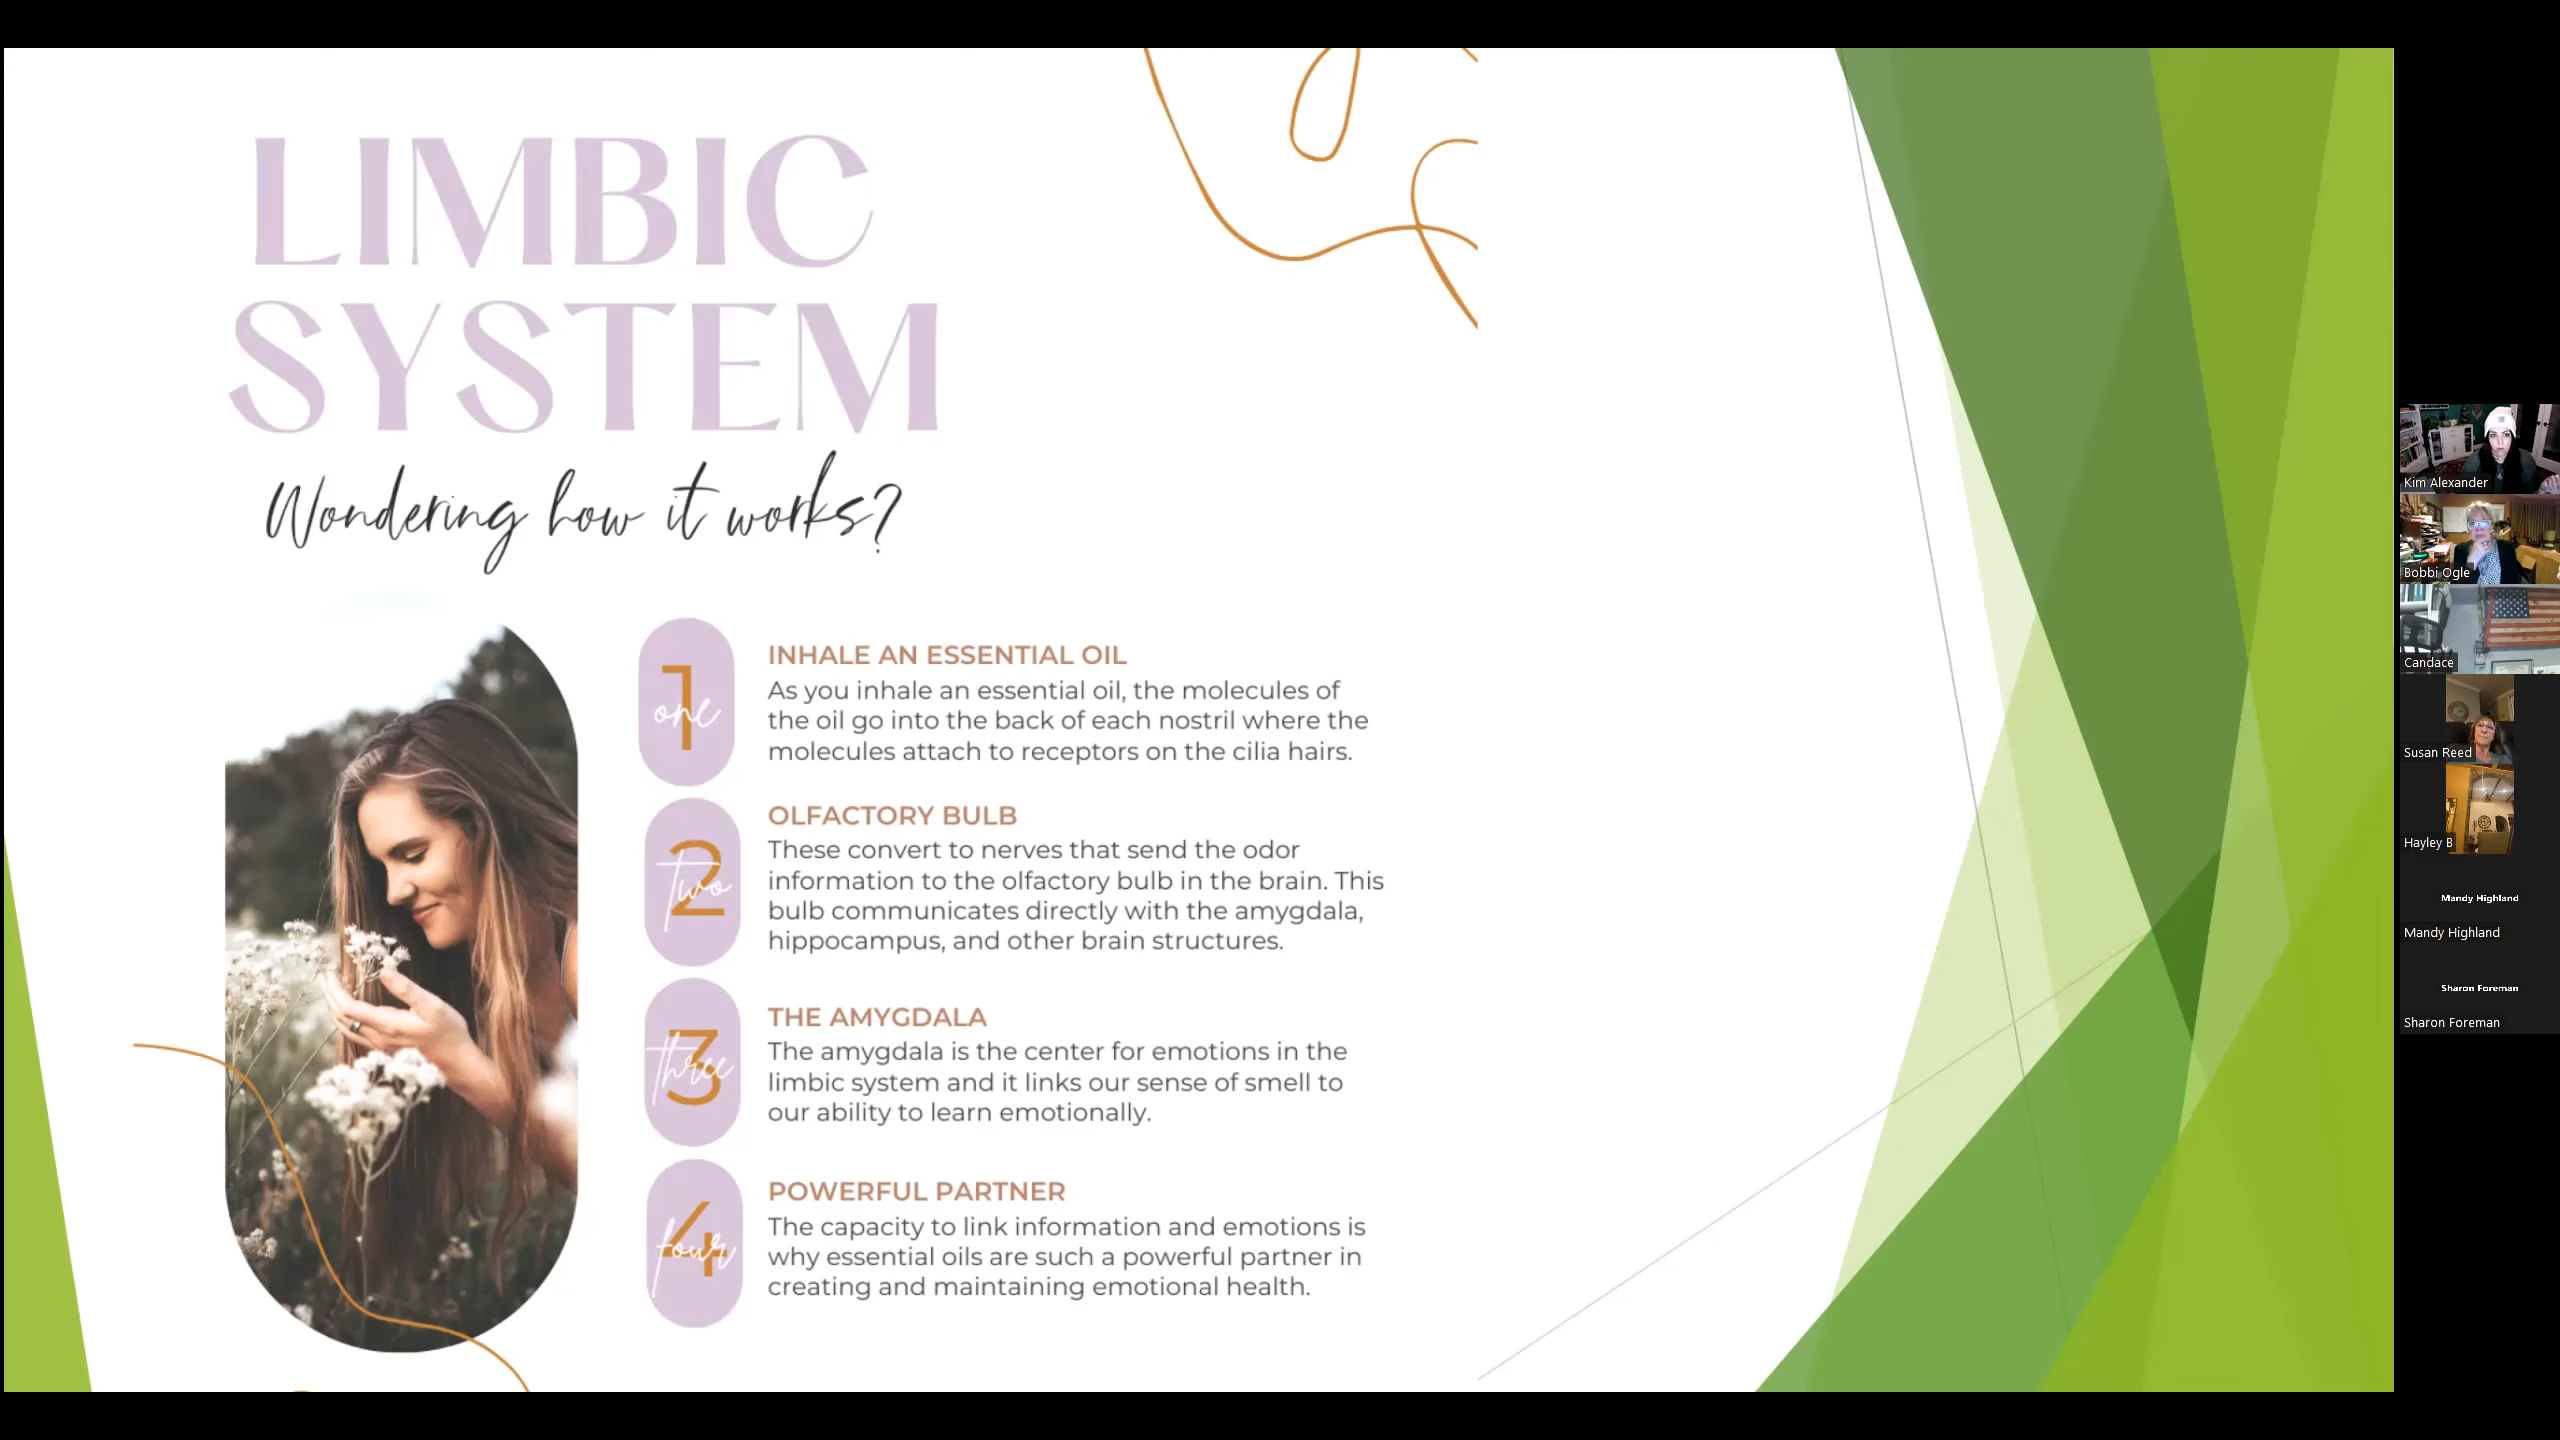 LIMBIC
SYSTEM
Wondering how it works?
1
one
INHALE AN ESSENTIAL OIL
As you inhale an essential oil, the molecules of
the oil go into the back of each nostril where the
molecules attach to receptors on the cilia hairs.
2
two
OLFACTORY BULB
These convert to nerves that send the odor
information to the olfactory bulb in the brain. This
bulb communicates directly with the amygdala,
hippocampus, and other brain structures.
3
three
THE AMYGDALA
The amygdala is the center for emotions in the
limbic system and it links our sense of smell to
our ability to learn emotionally.
4
four
POWERFUL PARTNER
The capacity to link information and emotions is
why essential oils are such a powerful partner in
creating and maintaining emotional health.
Kim Alexander
Bobbi Ogle
Candace
Susan Reed
Hayley B
Mandy Highland
Mandy Highland
Sharon Foreman
Sharon Foreman